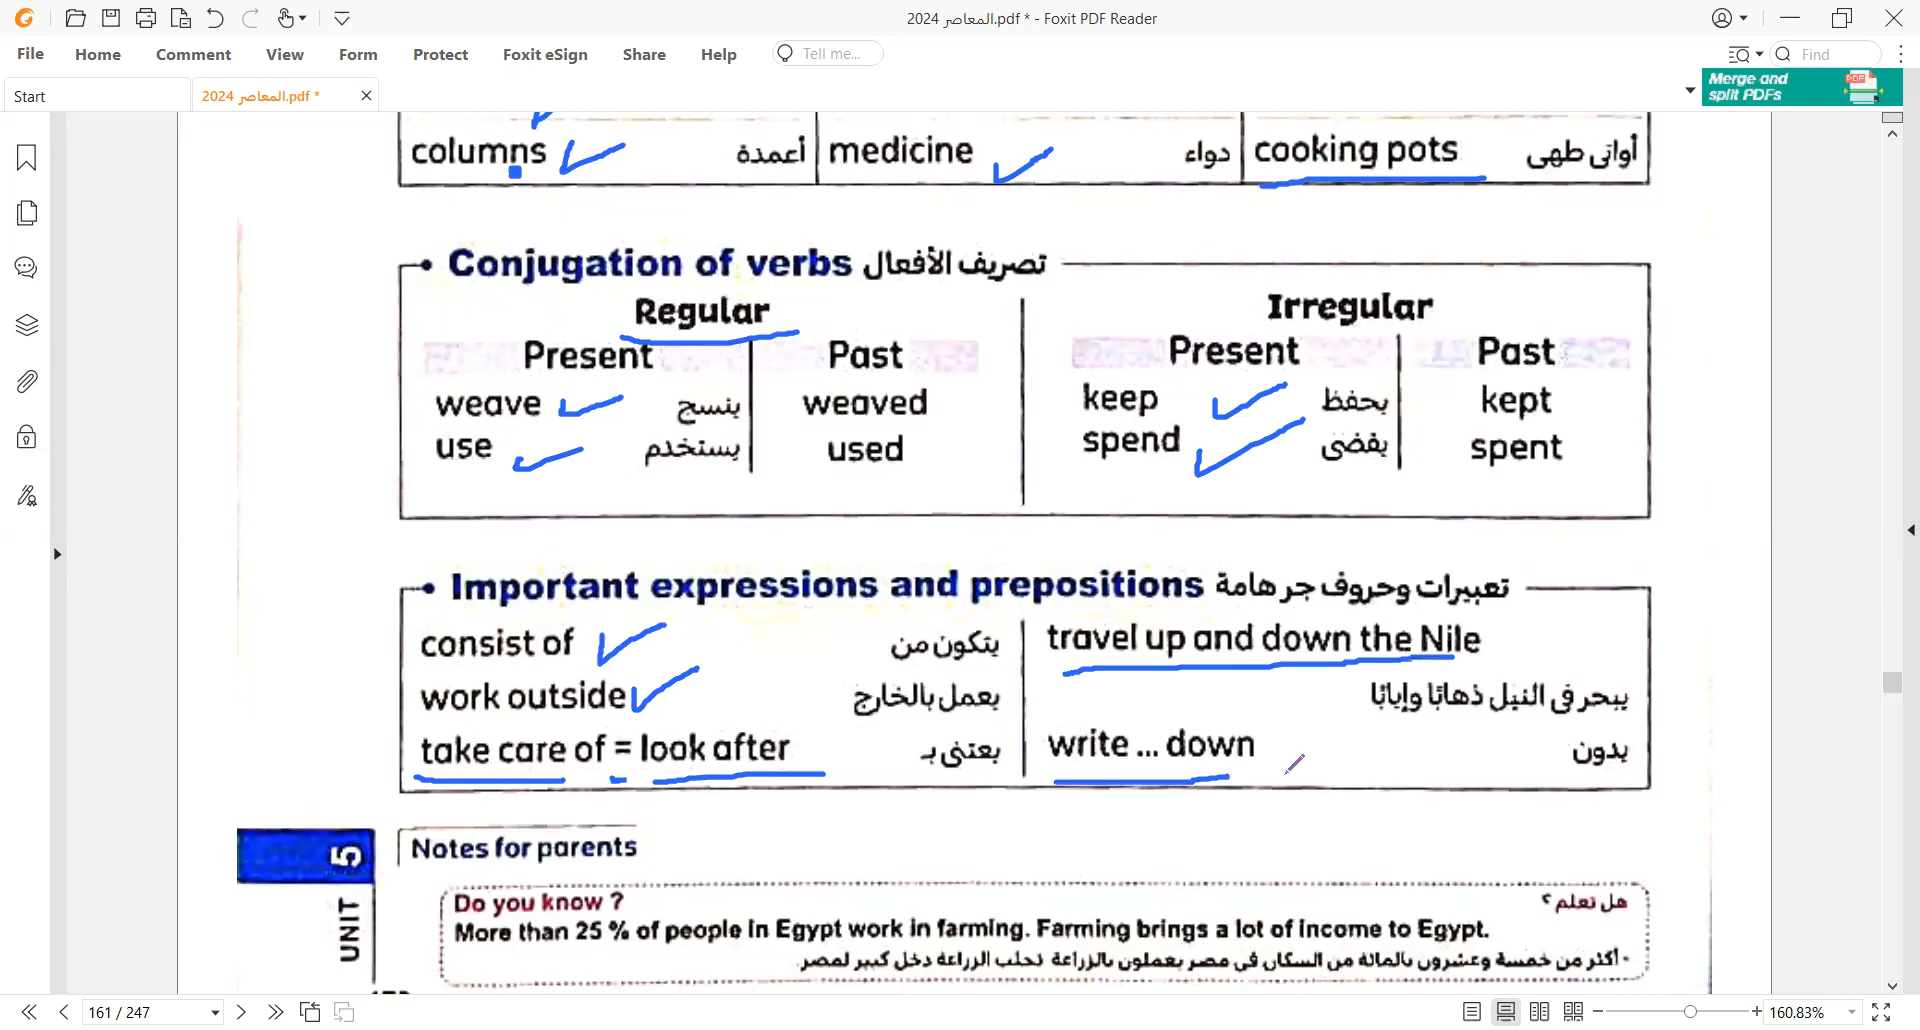 المعاصر 2024.pdf * - Foxit PDF Reader
File Home Comment View Form Protect Foxit eSign Share Help Tell me... Find
Start
المعاصر 2024.pdf *
Merge and split PDFs
columns أعمدة medicine دواء cooking pots أوانى طهى
Conjugation of verbs تصريف الأفعال
Regular Irregular
Present Past Present Past
weave ينسج weaved keep يحفظ kept
use يستخدم used spend يقضى spent
Important expressions and prepositions تعبيرات وحروف جر هامة
consist of يتكون من travel up and down the Nile
work outside يعمل بالخارج يبحر فى النيل ذهابًا وإيابًا
take care of = look after يعتنى بـ write ... down يدون
UNIT 5
Notes for parents
Do you know ? هل تعلم ؟
More than 25 % of people in Egypt work in farming. Farming brings a lot of income to Egypt.
• أكثر من خمسة وعشرون بالمائة من السكان فى مصر يعملون بالزراعة تجلب الزراعة دخل كبير لمصر.
161 / 247 160.83%